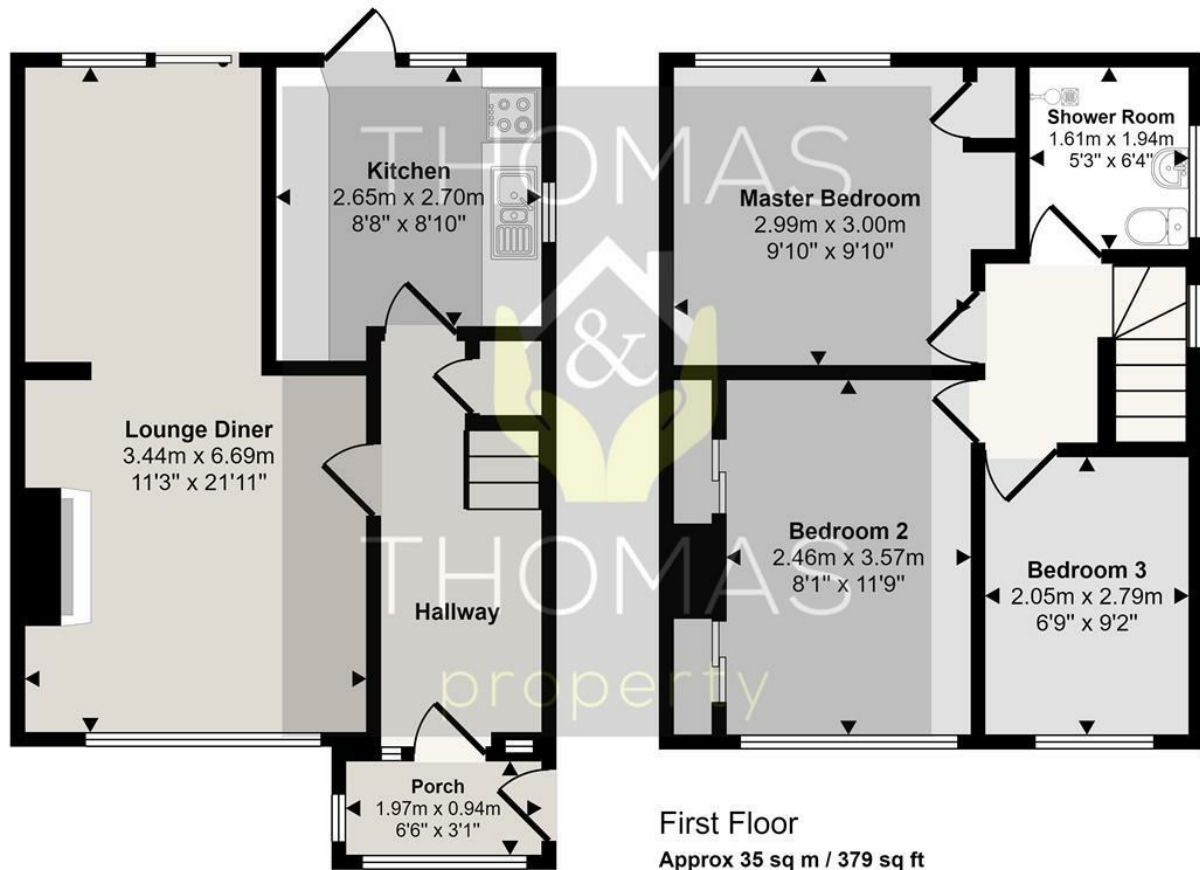 THOMAS
&
THOMAS
property
Kitchen
2.65m x 2.70m
8'8" x 8'10"
Lounge Diner
3.44m x 6.69m
11'3" x 21'11"
Hallway
Porch
1.97m x 0.94m
6'6" x 3'1"
Shower Room
1.61m x 1.94m
5'3" x 6'4"
Master Bedroom
2.99m x 3.00m
9'10" x 9'10"
Bedroom 2
2.46m x 3.57m
8'1" x 11'9"
Bedroom 3
2.05m x 2.79m
6'9" x 9'2"
First Floor
Approx 35 sq m / 379 sq ft